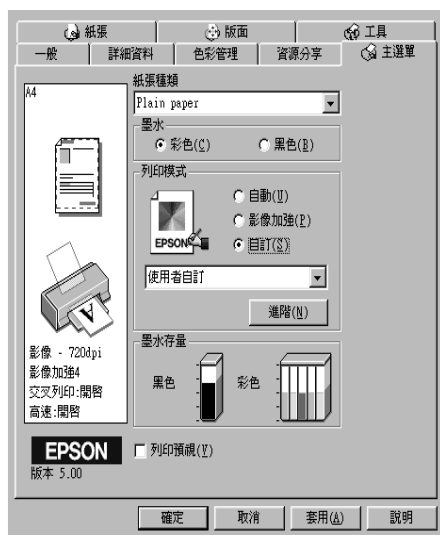 紙張 版面 工具
一般 詳細資料 色彩管理 資源分享 主選單
A4
紙張種類
Plain paper
墨水
彩色(C) 黑色(B)
列印模式
自動(U)
影像加強(P)
自訂(S)
EPSON
使用者自訂
進階(N)
影像 - 720dpi
影像加強4
交叉列印:開啓
高速:開啓
墨水存量
黑色 彩色
EPSON
版本 5.00
列印預視(V)
確定 取消 套用(A) 說明